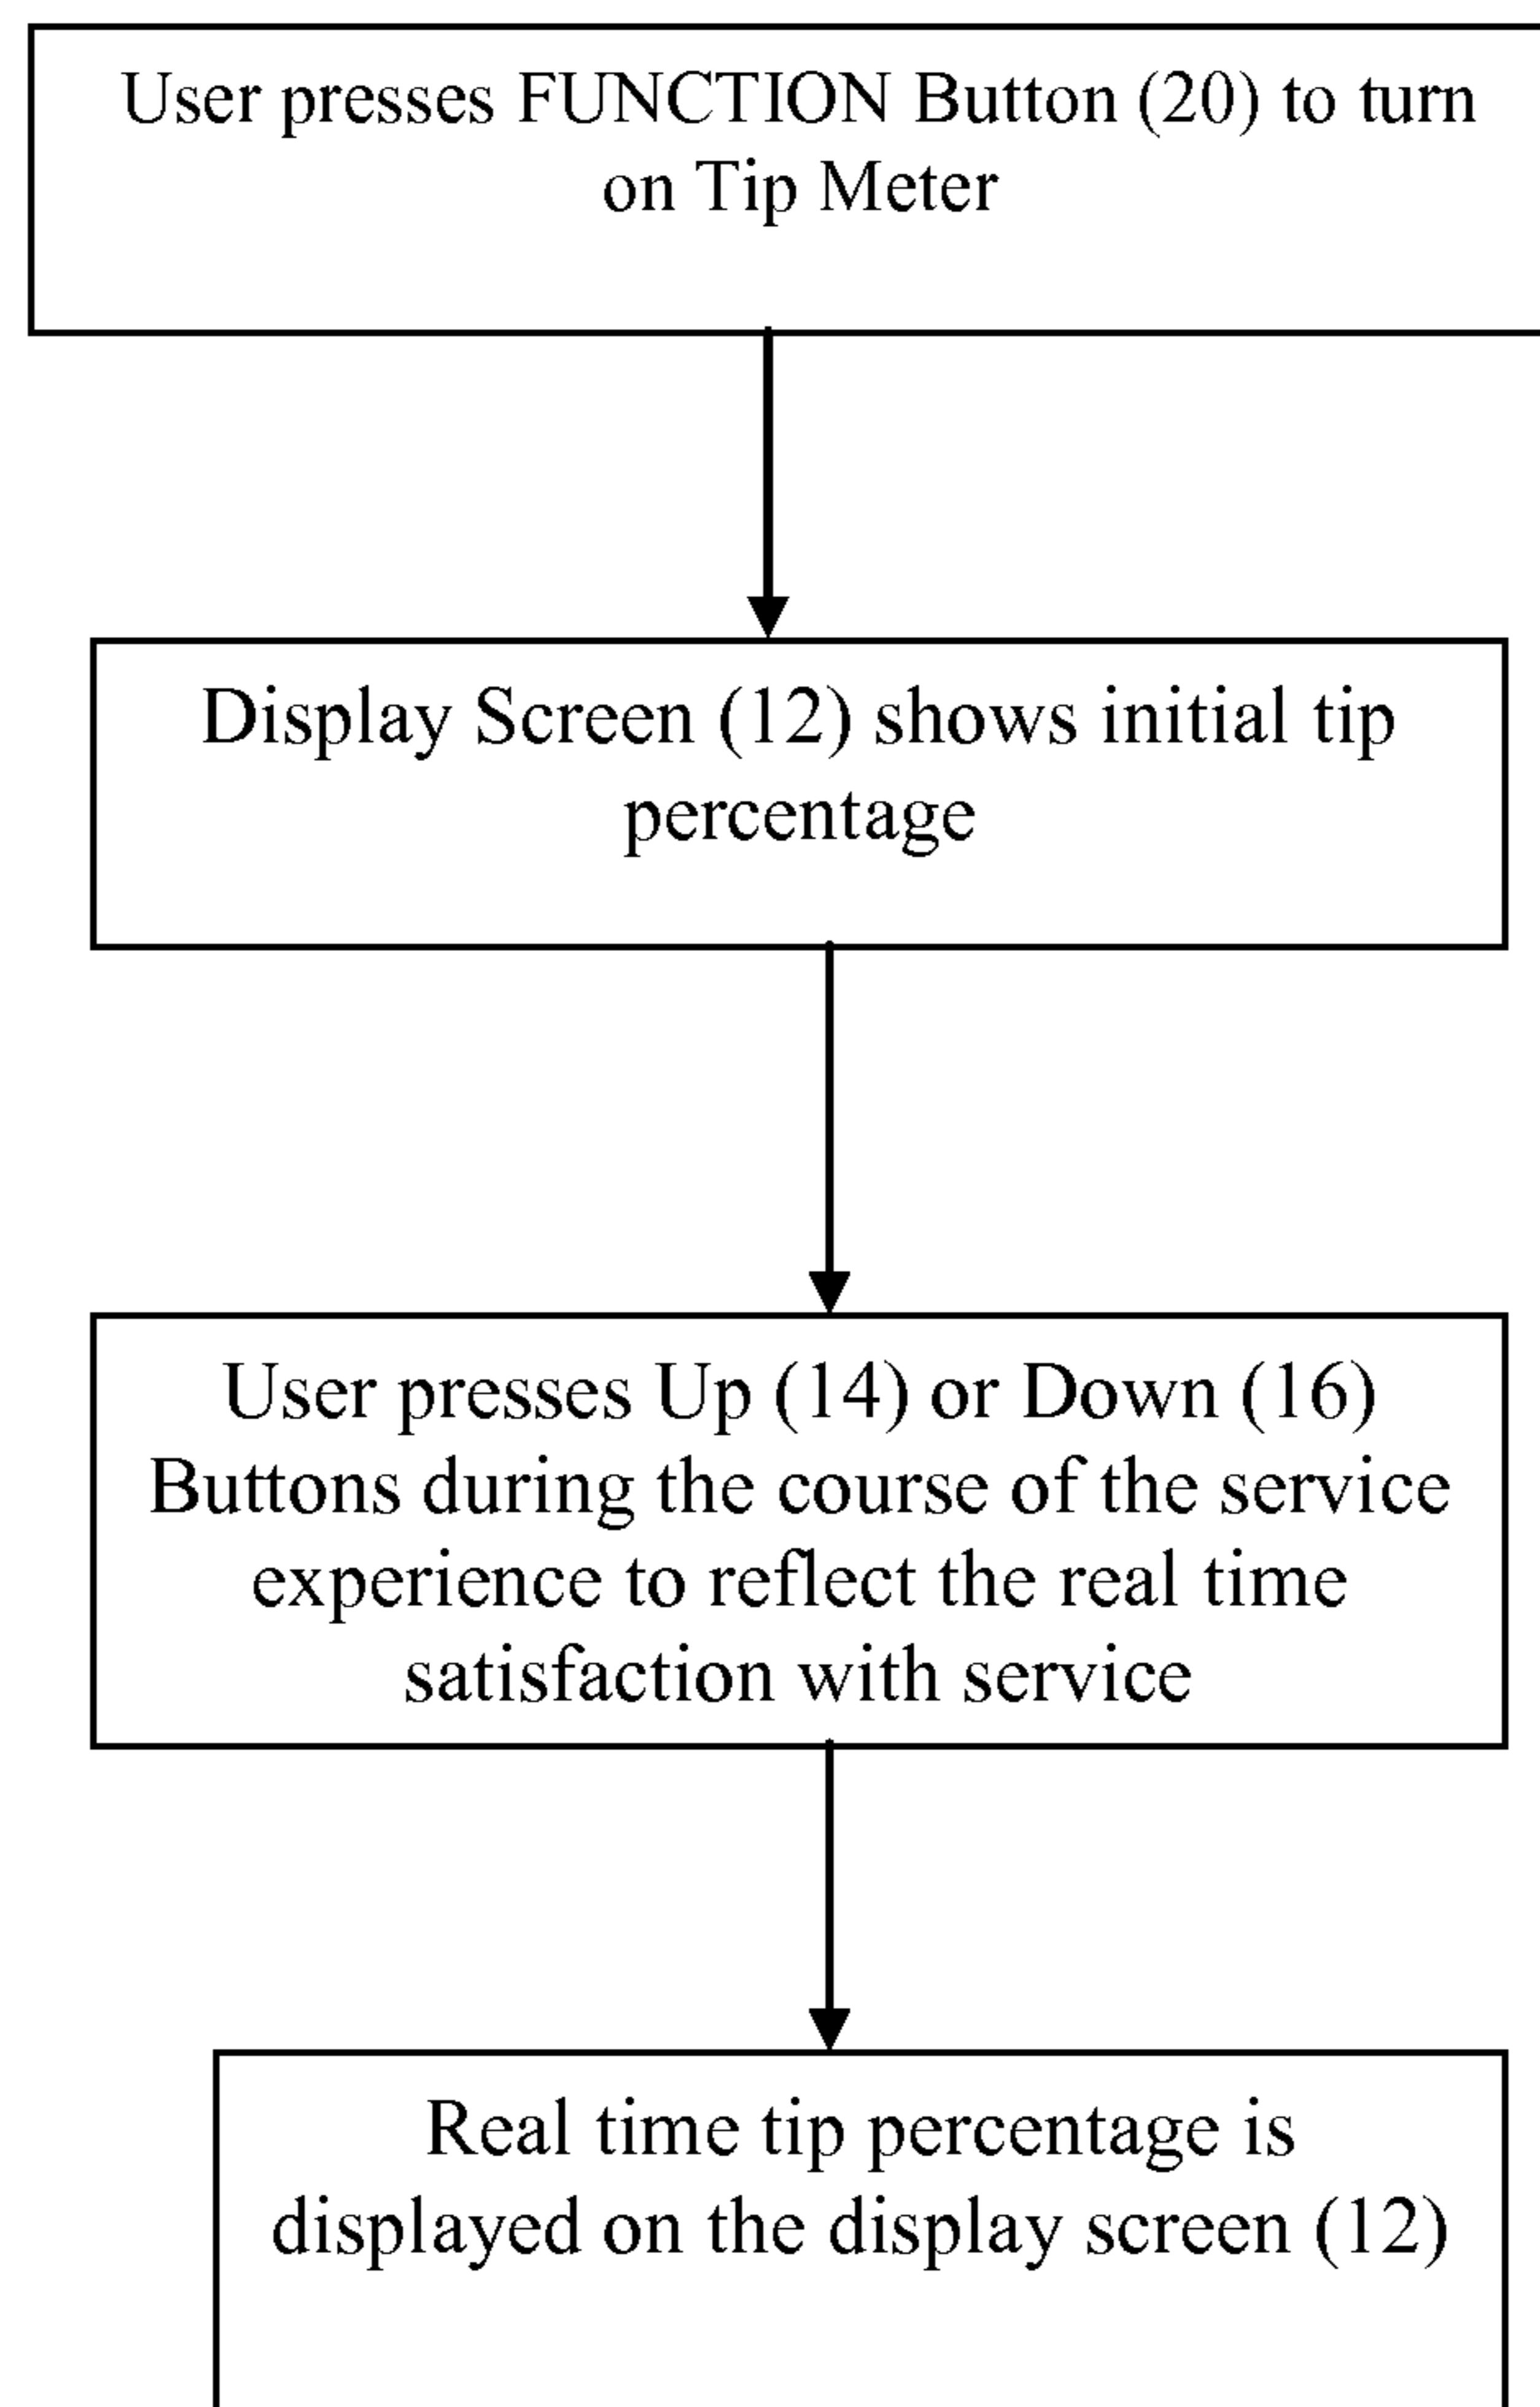 User presses FUNCTION Button (20) to turn
on Tip Meter
Display Screen (12) shows initial tip
percentage
User presses Up (14) or Down (16)
Buttons during the course of the service
experience to reflect the real time
satisfaction with service
Real time tip percentage is
displayed on the display screen (12)